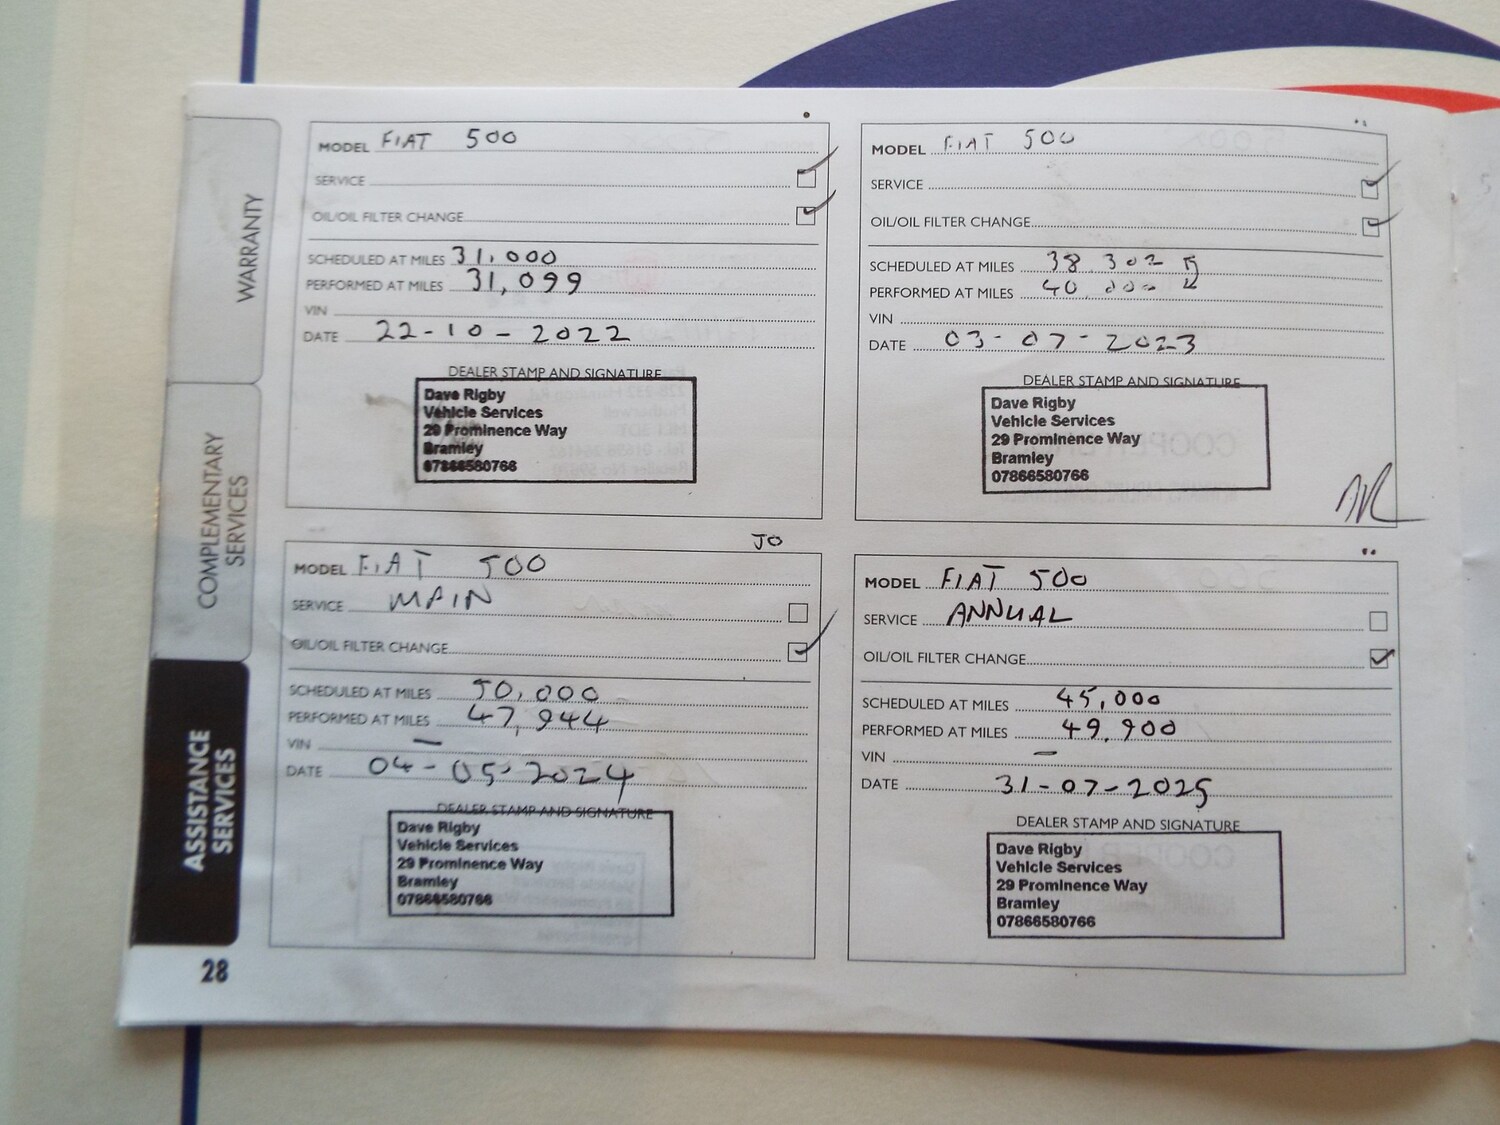 WARRANTY
COMPLEMENTARY
SERVICES
ASSISTANCE
SERVICES
28
MODEL FIAT 500
SERVICE
OIL/OIL FILTER CHANGE
SCHEDULED AT MILES 31,000
PERFORMED AT MILES 31,099
VIN
DATE 22-10-2022
DEALER STAMP AND SIGNATURE
Dave Rigby
Vehicle Services
29 Prominence Way
Bramley
07866580766
MODEL FIAT 500
SERVICE
OIL/OIL FILTER CHANGE
SCHEDULED AT MILES 38 302
PERFORMED AT MILES 40 000
VIN
DATE 03-07-2023
DEALER STAMP AND SIGNATURE
Dave Rigby
Vehicle Services
29 Prominence Way
Bramley
07866580766
JO
MODEL FIAT 500
SERVICE MAIN
OIL/OIL FILTER CHANGE
SCHEDULED AT MILES 50,000
PERFORMED AT MILES 47,944
VIN —
DATE 04-05-2024
DEALER STAMP AND SIGNATURE
Dave Rigby
Vehicle Services
29 Prominence Way
Bramley
07866580766
MODEL FIAT 500
SERVICE ANNUAL
OIL/OIL FILTER CHANGE
SCHEDULED AT MILES 45,000
PERFORMED AT MILES 49,900
VIN —
DATE 31-07-2025
DEALER STAMP AND SIGNATURE
Dave Rigby
Vehicle Services
29 Prominence Way
Bramley
07866580766